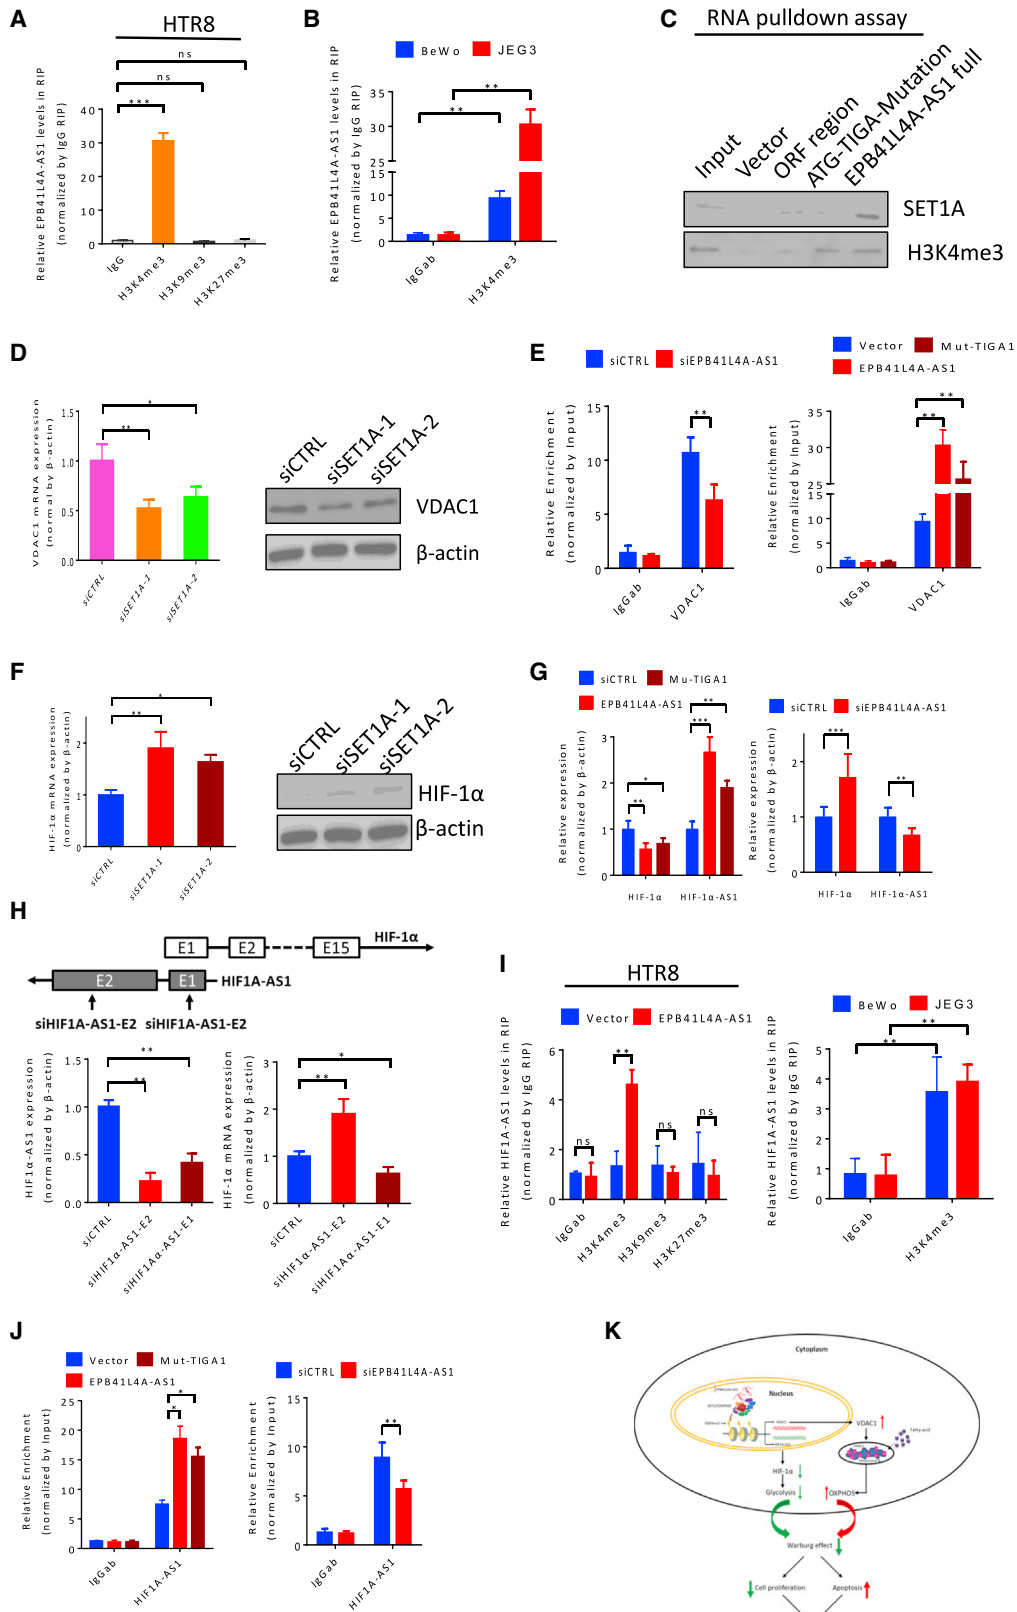 A
HTR8
ns
ns
***
Relative EPB41L4A-AS1 levels in RIP
(normalized by IgG RIP)
40
30
20
10
0
IgG
H3K4me3
H3K9me3
H3K27me3
B
BeWo
JEG3
**
**
Relative EPB41L4A-AS1 levels in RIP
(normalized by IgG RIP)
35
30
25
15
10
5
0
IgGab
H3K4me3
C
RNA pulldown assay
Input
Vector
ORF region
ATG-TIGA-Mutation
EPB41L4A-AS1 full
SET1A
H3K4me3
D
VDAC1 mRNA expression
(normal by β-actin)
1.5
1.0
0.5
0.0
*
**
siCTRL
siSET1A-1
siSET1A-2
siCTRL
siSET1A-1
siSET1A-2
VDAC1
β-actin
E
siCTRL
siEPB41L4A-AS1
Relative Enrichment
(normalized by Input)
15
10
5
0
**
IgGab
VDAC1
Vector
Mut-TIGA1
EPB41L4A-AS1
Relative Enrichment
(normalized by Input)
35
30
25
15
10
5
0
**
**
IgGab
VDAC1
F
HIF-1α mRNA expression
(normalized by β-actin)
2
1
0
*
**
siCTRL
siSET1A-1
siSET1A-2
siCTRL
siSET1A-1
siSET1A-2
HIF-1α
β-actin
G
siCTRL
Mut-TIGA1
EPB41L4A-AS1
Relative expression
(normalized by β-actin)
3
2
1
0
**
*
***
**
HIF-1α
HIF-1α-AS1
siCTRL
siEPB41L4A-AS1
Relative expression
(normalized by β-actin)
2
1
0
***
**
HIF-1α
HIF-1α-AS1
H
E1
E2
E15
HIF-1α
E2
E1
HIF1A-AS1
siHIF1A-AS1-E2
siHIF1A-AS1-E2
HIF1α-AS1 expression
(normalized by β-actin)
1.5
1.0
0.5
0.0
**
**
siCTRL
siHIF1α-AS1-E2
siHIF1Aα-AS1-E1
HIF-1α mRNA expression
(normalized by β-actin)
3
2
1
0
*
**
siCTRL
siHIF1α-AS1-E2
siHIF1Aα-AS1-E1
I
HTR8
Vector
EPB41L4A-AS1
Relative HIF1A-AS1 levels in RIP
(normalized by IgG RIP)
6
4
2
0
ns
**
ns
ns
IgGab
H3K4me3
H3K9me3
H3K27me3
BeWo
JEG3
Relative HIF1A-AS1 levels in RIP
(normalized by IgG RIP)
5
4
3
2
1
0
**
**
IgGab
H3K4me3
J
Vector
Mut-TIGA1
EPB41L4A-AS1
Relative Enrichment
(normalized by Input)
25
20
15
10
5
0
*
*
IgGab
HIF1A-AS1
siCTRL
siEPB41L4A-AS1
Relative Enrichment
(normalized by Input)
15
10
5
0
**
IgGab
HIF1A-AS1
K
Cytoplasm
Nucleus
VDAC1
Fatty acid
HIF-1α
Glycolysis
OXPHOS
Warburg effect
Cell proliferation
Apoptosis